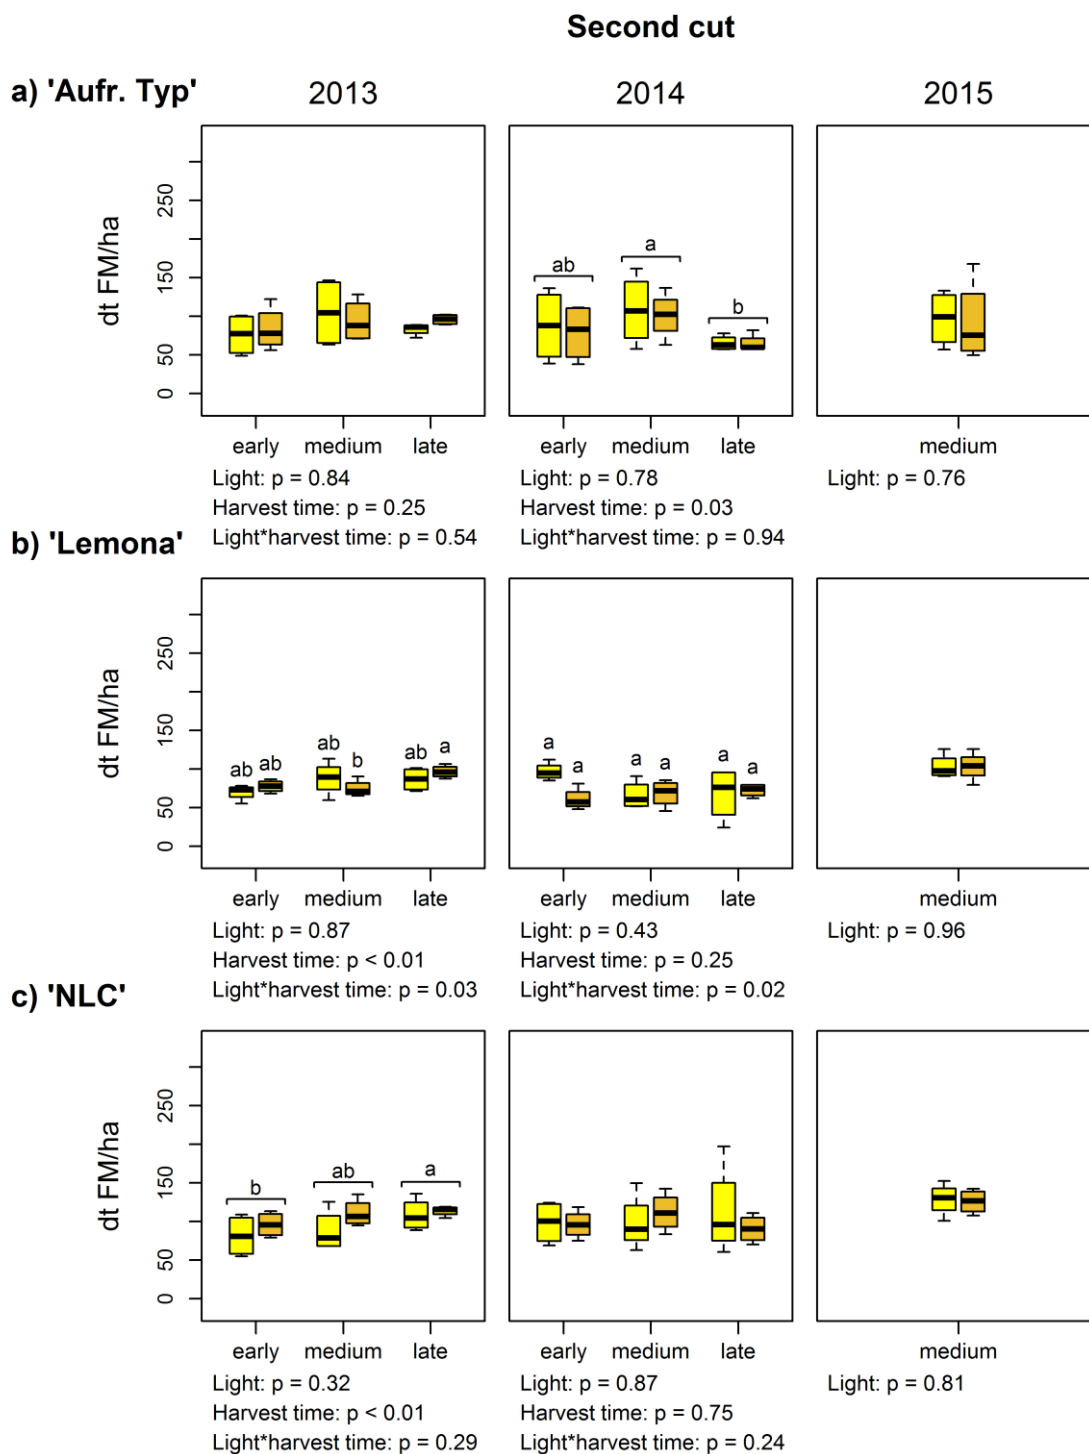 Second cut
a) 'Aufr. Typ' 2013 2014 2015
dt FM/ha
0 50 150 250
ab a b
early medium late early medium late medium
Light: p = 0.84 Light: p = 0.78 Light: p = 0.76
Harvest time: p = 0.25 Harvest time: p = 0.03
Light*harvest time: p = 0.54 Light*harvest time: p = 0.94
b) 'Lemona'
dt FM/ha
0 50 150 250
ab ab ab b ab a a a a a a a
early medium late early medium late medium
Light: p = 0.87 Light: p = 0.43 Light: p = 0.96
Harvest time: p < 0.01 Harvest time: p = 0.25
Light*harvest time: p = 0.03 Light*harvest time: p = 0.02
c) 'NLC'
dt FM/ha
0 50 150 250
b ab a
early medium late early medium late medium
Light: p = 0.32 Light: p = 0.87 Light: p = 0.81
Harvest time: p < 0.01 Harvest time: p = 0.75
Light*harvest time: p = 0.29 Light*harvest time: p = 0.24